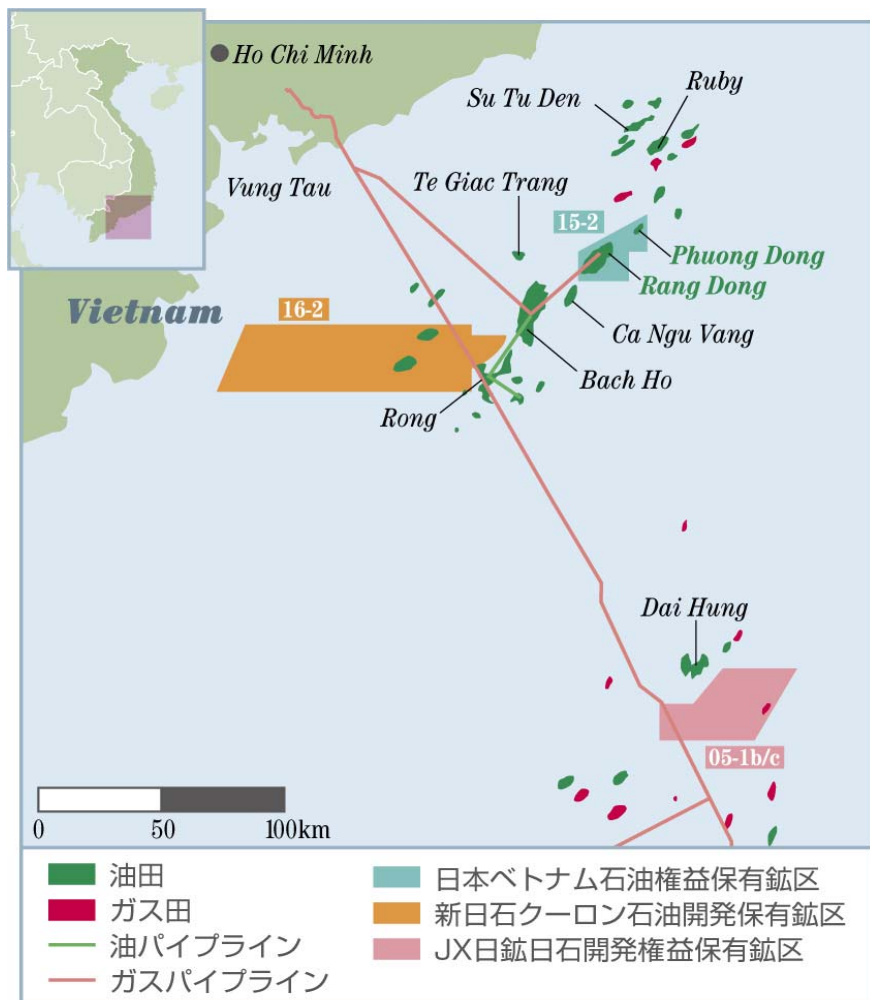 Ho Chi Minh
Ruby
Su Tu Den
Vung Tau
Te Giac Trang
15-2
Phuong Dong
Rang Dong
Vietnam
16-2
Ca Ngu Vang
Bach Ho
Rong
Dai Hung
05-1b/c
0 50 100km
油田
ガス田
油パイプライン
ガスパイプライン
日本ベトナム石油権益保有鉱区
新日石クーロン石油開発保有鉱区
JX日鉱日石開発権益保有鉱区